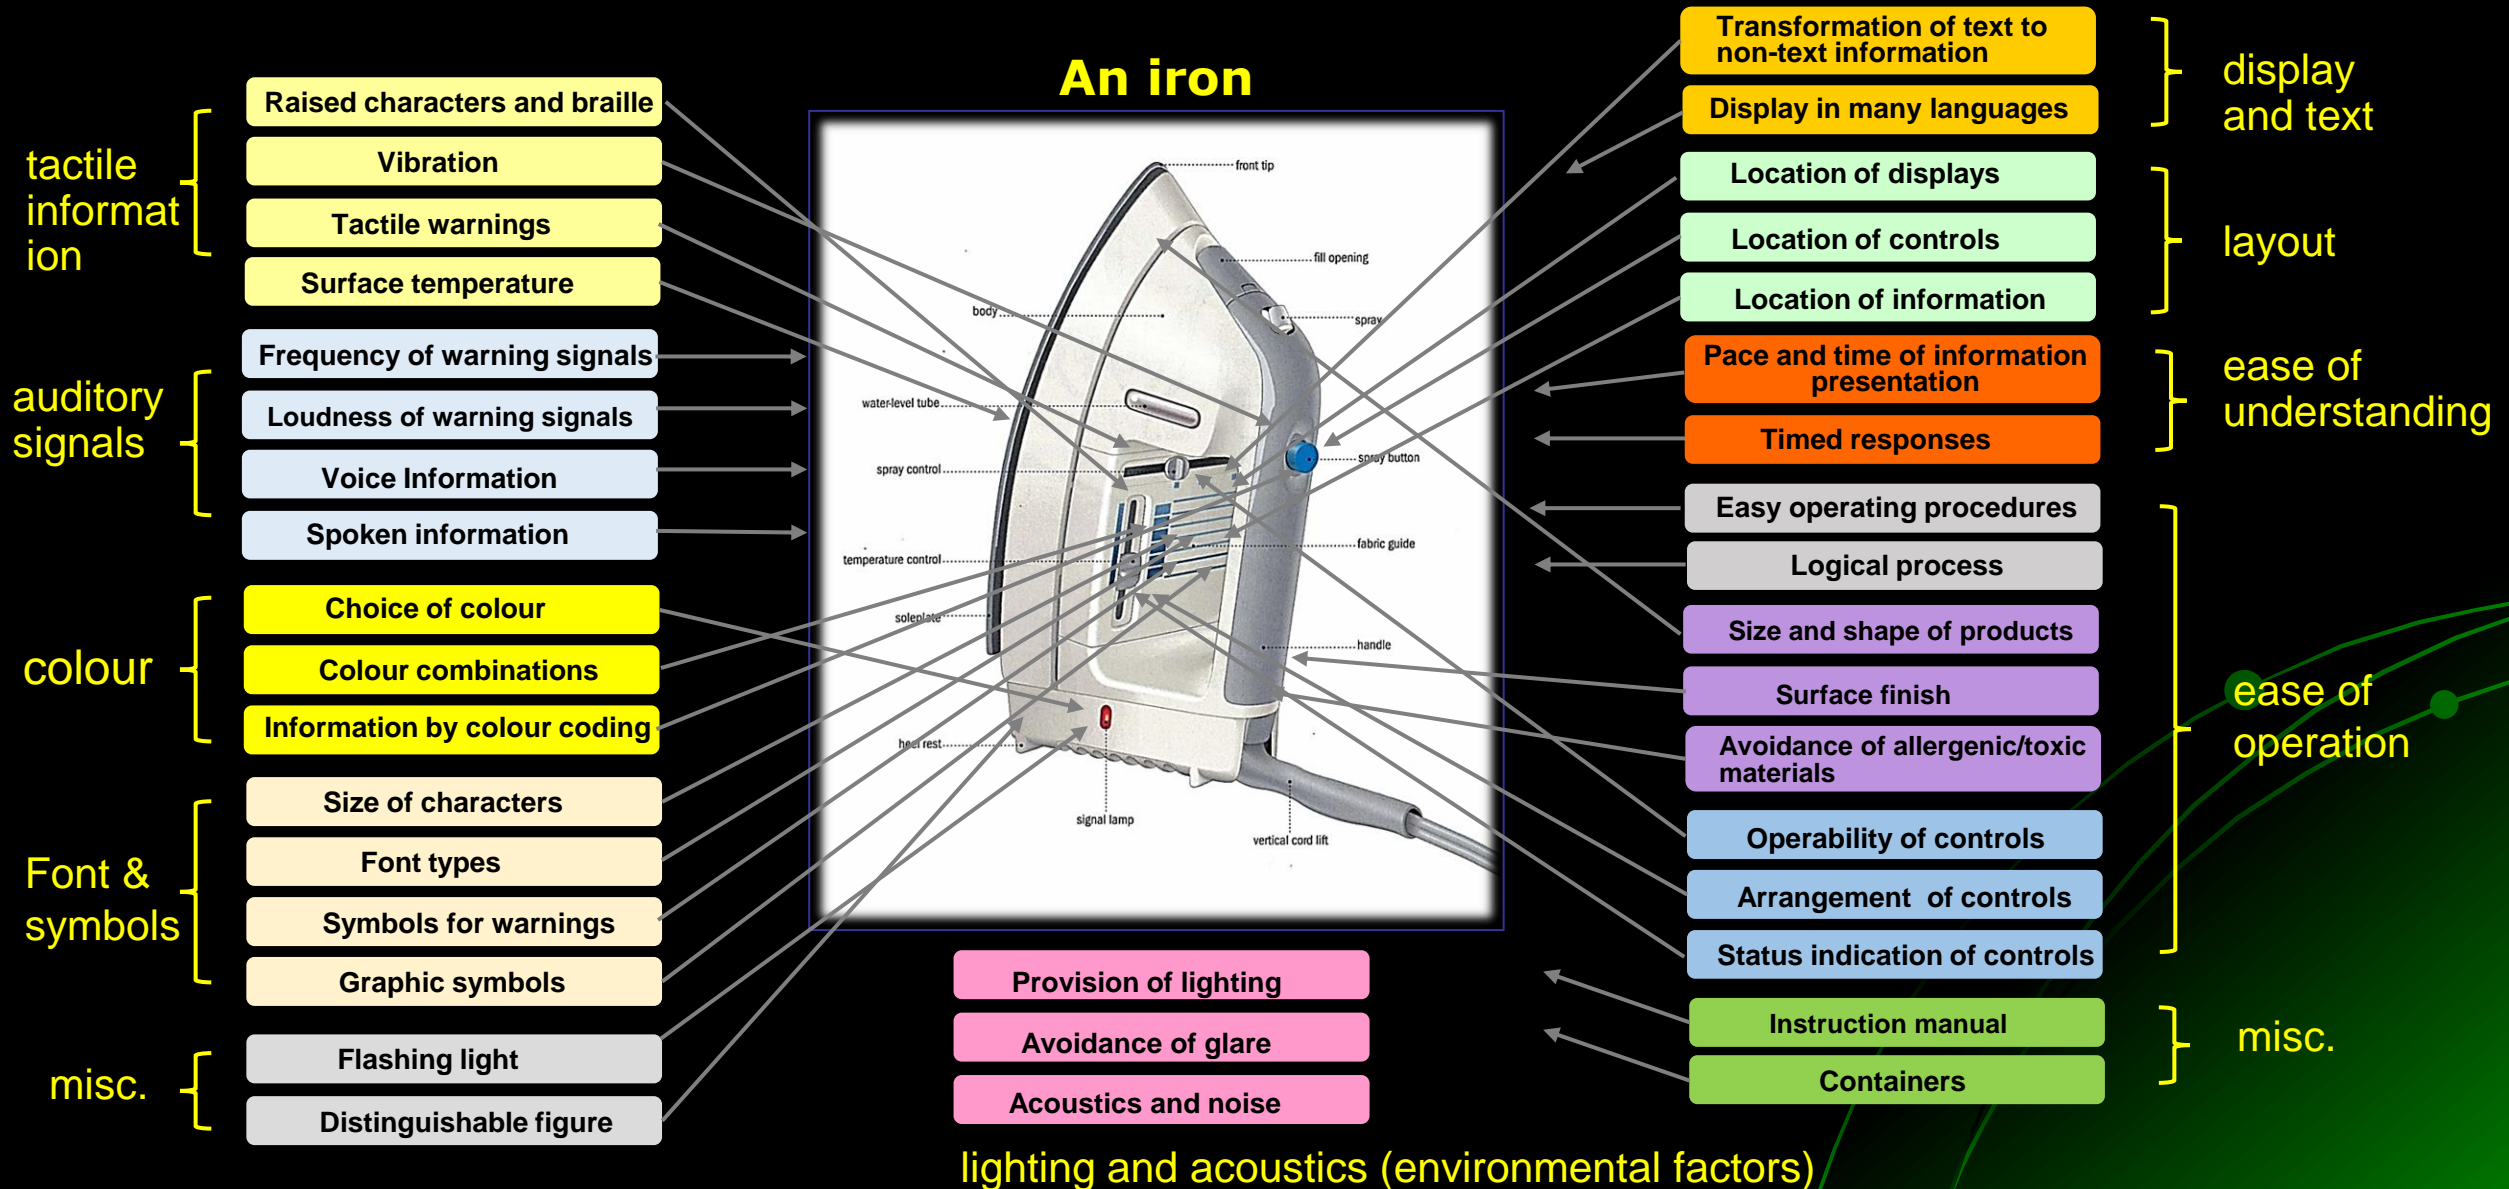 An iron
tactile
informat
ion
Raised characters and braille
Vibration
Tactile warnings
Surface temperature
auditory
signals
Frequency of warning signals
Loudness of warning signals
Voice Information
Spoken information
colour
Choice of colour
Colour combinations
Information by colour coding
Font &
symbols
Size of characters
Font types
Symbols for warnings
Graphic symbols
misc.
Flashing light
Distinguishable figure
front tip
fill opening
body
spray
water-level tube
spray control
spray button
temperature control
fabric guide
soleplate
handle
heel rest
signal lamp
vertical cord lift
Provision of lighting
Avoidance of glare
Acoustics and noise
lighting and acoustics (environmental factors)
Transformation of text to
non-text information
Display in many languages
display
and text
Location of displays
Location of controls
Location of information
layout
Pace and time of information
presentation
Timed responses
ease of
understanding
Easy operating procedures
Logical process
Size and shape of products
Surface finish
Avoidance of allergenic/toxic
materials
Operability of controls
Arrangement of controls
Status indication of controls
ease of
operation
Instruction manual
Containers
misc.